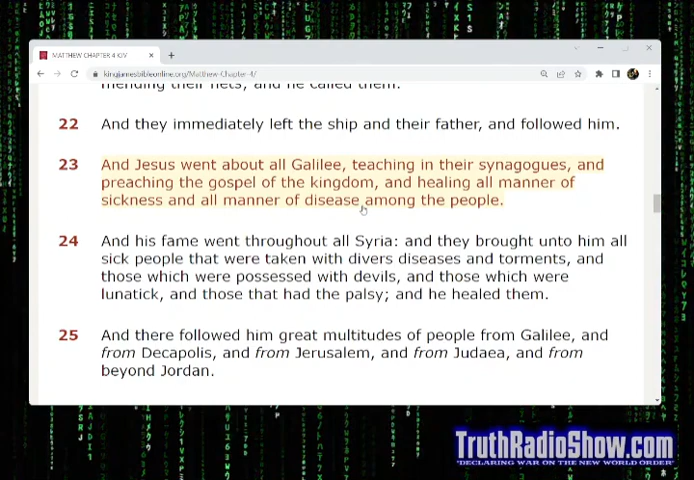 MATTHEW CHAPTER 4 KJV
kingjamesbibleonline.org/Matthew-Chapter-4/
mending their nets; and he called them.
22 And they immediately left the ship and their father, and followed him.
23 And Jesus went about all Galilee, teaching in their synagogues, and
preaching the gospel of the kingdom, and healing all manner of
sickness and all manner of disease among the people.
24 And his fame went throughout all Syria: and they brought unto him all
sick people that were taken with divers diseases and torments, and
those which were possessed with devils, and those which were
lunatick, and those that had the palsy; and he healed them.
25 And there followed him great multitudes of people from Galilee, and
from Decapolis, and from Jerusalem, and from Judaea, and from
beyond Jordan.
TruthRadioShow.com
"DECLARING WAR ON THE NEW WORLD ORDER"